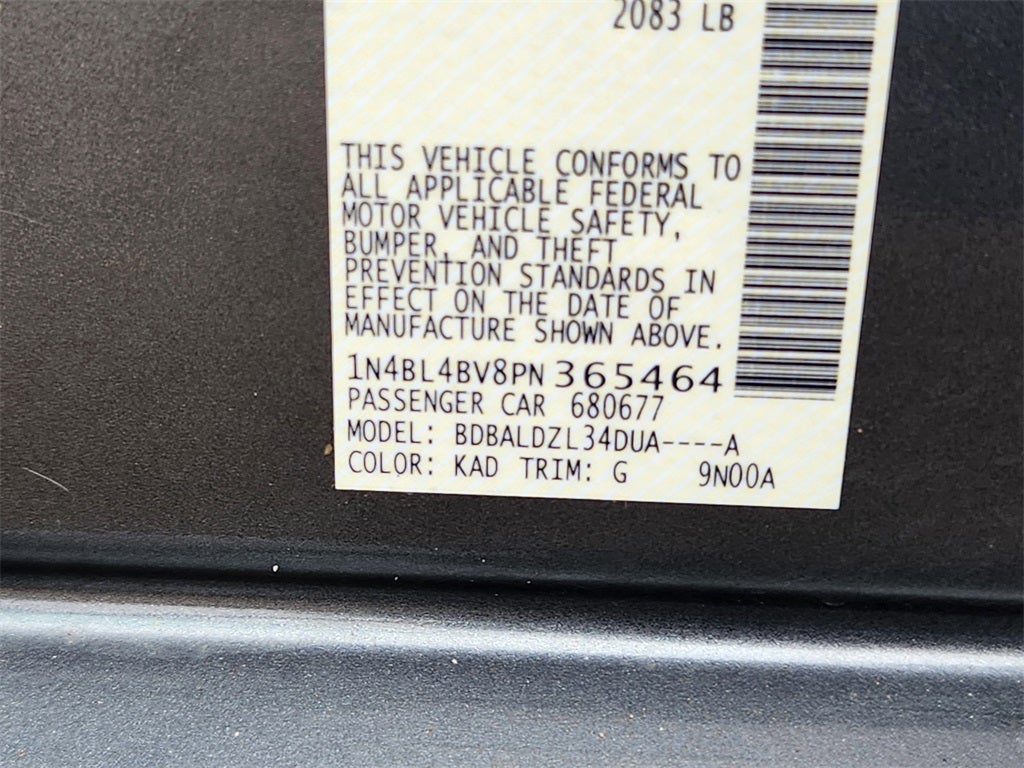 2083 LB
THIS VEHICLE CONFORMS TO
ALL APPLICABLE FEDERAL
MOTOR VEHICLE SAFETY,
BUMPER, AND THEFT
PREVENTION STANDARDS IN
EFFECT ON THE DATE OF
MANUFACTURE SHOWN ABOVE.
1N4BL4BV8PN365464
PASSENGER CAR 680677
MODEL: BDBALDZL34DUA----A
COLOR: KAD TRIM: G 9N00A